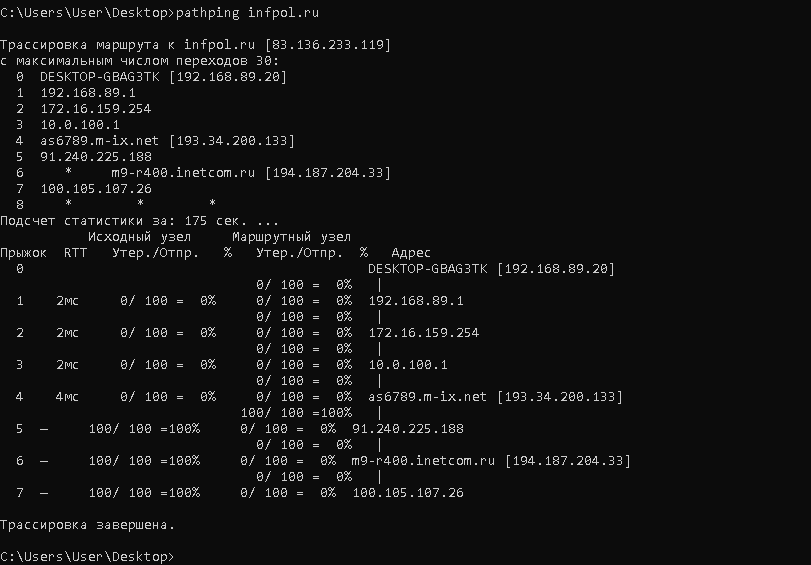 C:\Users\User\Desktop>pathping infpol.ru
Трассировка маршрута к infpol.ru [83.136.233.119]
с максимальным числом переходов 30:
  0  DESKTOP-GBAG3TK [192.168.89.20]
  1  192.168.89.1
  2  172.16.159.254
  3  10.0.100.1
  4  as6789.m-ix.net [193.34.200.133]
  5  91.240.225.188
  6     *     m9-r400.inetcom.ru [194.187.204.33]
  7  100.105.107.26
  8     *        *        *
Подсчет статистики за: 175 сек. ...
           Исходный узел     Маршрутный узел
Прыжок  RTT   Утер./Отпр.   %   Утер./Отпр.  %   Адрес
  0                                           DESKTOP-GBAG3TK [192.168.89.20]
                                0/ 100 =  0%   |
  1    2мс     0/ 100 =  0%     0/ 100 =  0%  192.168.89.1
                                0/ 100 =  0%   |
  2    2мс     0/ 100 =  0%     0/ 100 =  0%  172.16.159.254
                                0/ 100 =  0%   |
  3    2мс     0/ 100 =  0%     0/ 100 =  0%  10.0.100.1
                                0/ 100 =  0%   |
  4    4мс     0/ 100 =  0%     0/ 100 =  0%  as6789.m-ix.net [193.34.200.133]
                              100/ 100 =100%   |
  5  —     100/ 100 =100%     0/ 100 =  0%  91.240.225.188
                                0/ 100 =  0%   |
  6  —     100/ 100 =100%     0/ 100 =  0%  m9-r400.inetcom.ru [194.187.204.33]
                                0/ 100 =  0%   |
  7  —     100/ 100 =100%     0/ 100 =  0%  100.105.107.26
Трассировка завершена.
C:\Users\User\Desktop>